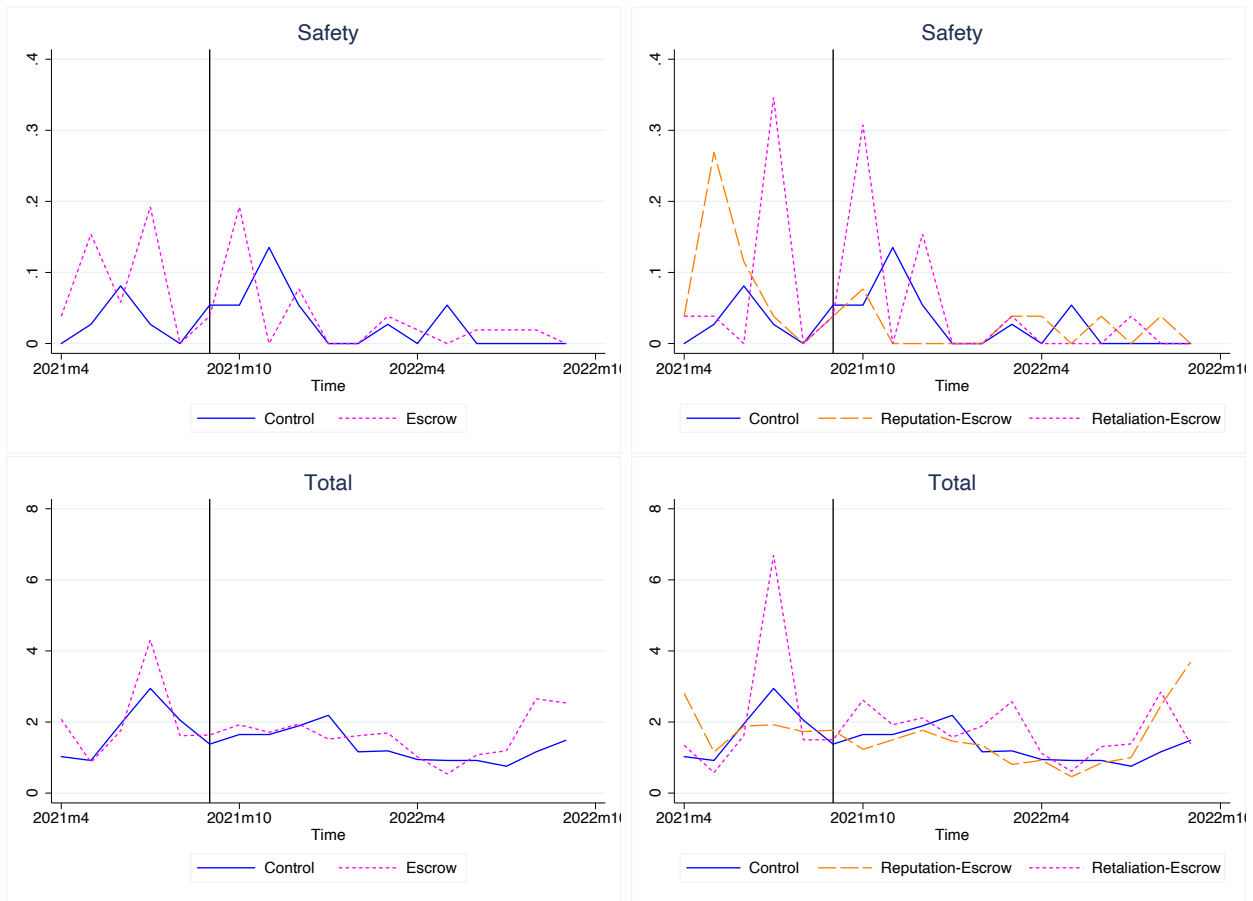 Safety
.4
.3
.2
.1
0
2021m4 2021m10 2022m4 2022m10
Time
Control Escrow
Safety
.4
.3
.2
.1
0
2021m4 2021m10 2022m4 2022m10
Time
Control Reputation-Escrow Retaliation-Escrow
Total
8
6
4
2
0
2021m4 2021m10 2022m4 2022m10
Time
Control Escrow
Total
8
6
4
2
0
2021m4 2021m10 2022m4 2022m10
Time
Control Reputation-Escrow Retaliation-Escrow